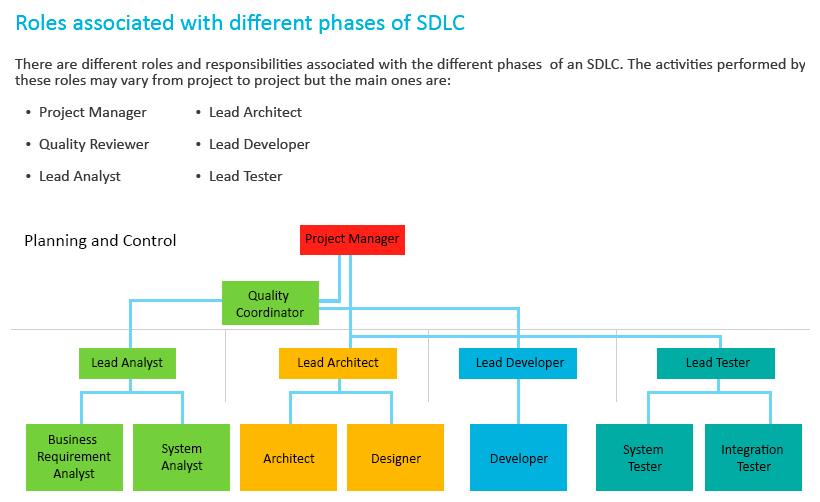 Roles associated with different phases of SDLC
There are different roles and responsibilities associated with the different phases of an SDLC. The activities performed by
these roles may vary from project to project but the main ones are:
• Project Manager
• Lead Architect
• Quality Reviewer
• Lead Developer
• Lead Analyst
• Lead Tester
Planning and Control
Project Manager
Quality
Coordinator
Lead Analyst
Lead Architect
Lead Developer
Lead Tester
Business
Requirement
Analyst
System
Analyst
Architect
Designer
Developer
System
Tester
Integration
Tester